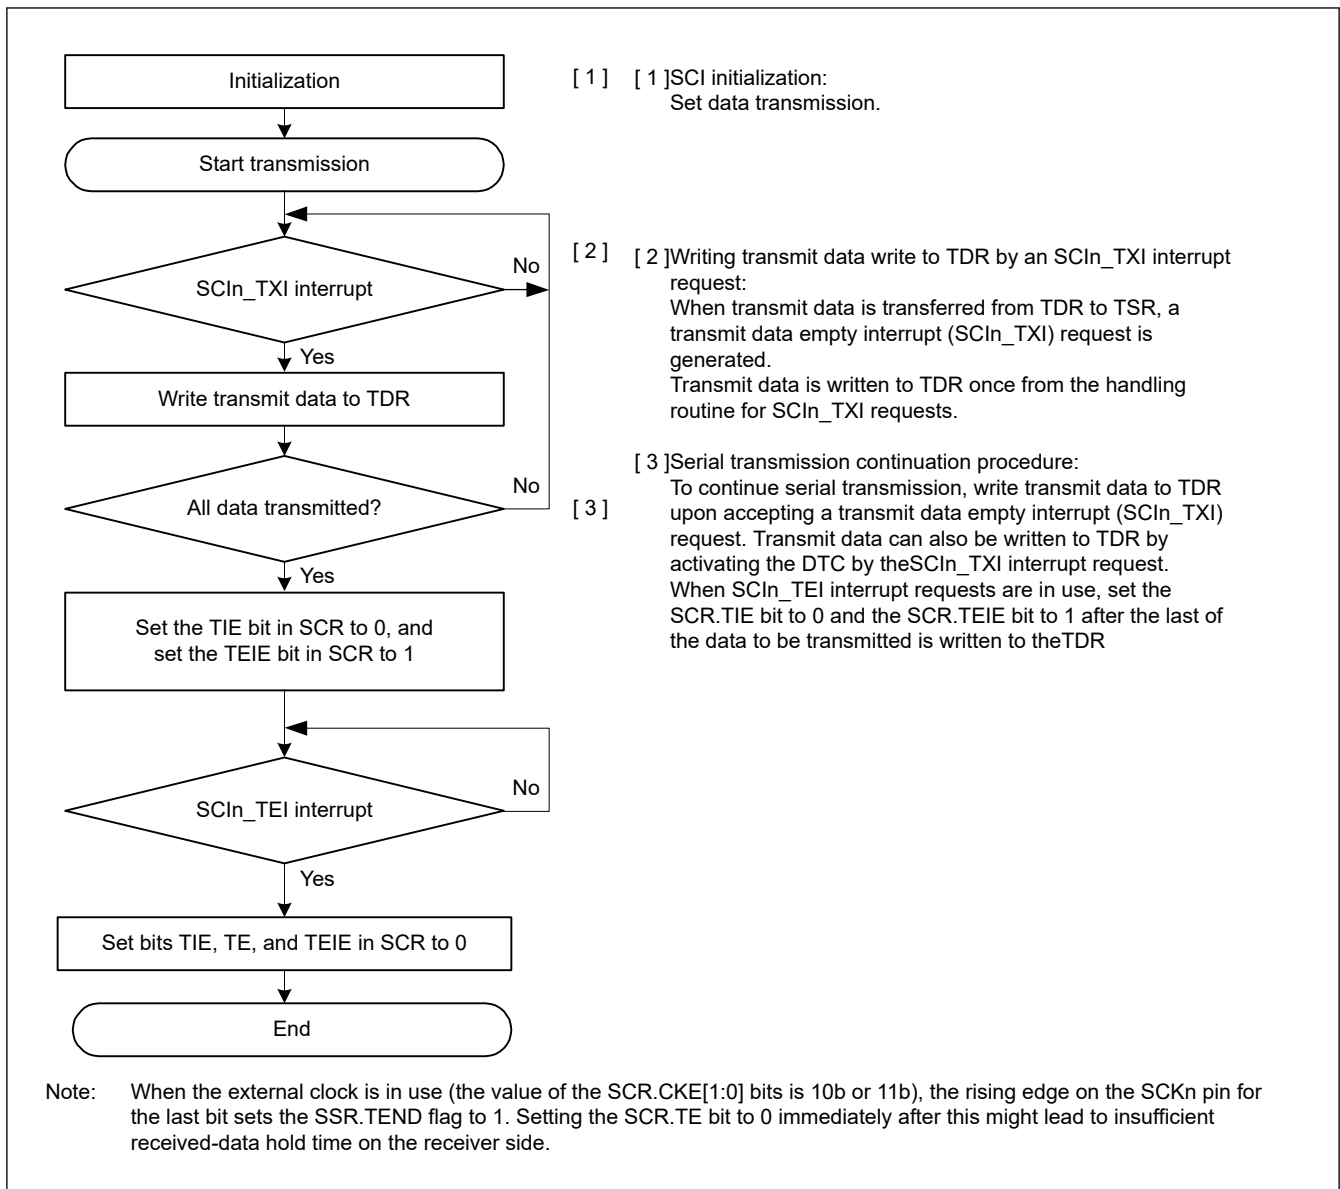 Initialization
[ 1 ]
[ 1 ]SCI initialization:
Set data transmission.
Start transmission
SCIn_TXI interrupt
No
Yes
[ 2 ]
[ 2 ]Writing transmit data write to TDR by an SCIn_TXI interrupt
request:
When transmit data is transferred from TDR to TSR, a
transmit data empty interrupt (SCIn_TXI) request is
generated.
Transmit data is written to TDR once from the handling
routine for SCIn_TXI requests.
Write transmit data to TDR
All data transmitted?
No
Yes
[ 3 ]
[ 3 ]Serial transmission continuation procedure:
To continue serial transmission, write transmit data to TDR
upon accepting a transmit data empty interrupt (SCIn_TXI)
request. Transmit data can also be written to TDR by
activating the DTC by theSCIn_TXI interrupt request.
When SCIn_TEI interrupt requests are in use, set the
SCR.TIE bit to 0 and the SCR.TEIE bit to 1 after the last of
the data to be transmitted is written to theTDR
Set the TIE bit in SCR to 0, and
set the TEIE bit in SCR to 1
SCIn_TEI interrupt
No
Yes
Set bits TIE, TE, and TEIE in SCR to 0
End
Note: When the external clock is in use (the value of the SCR.CKE[1:0] bits is 10b or 11b), the rising edge on the SCKn pin for
the last bit sets the SSR.TEND flag to 1. Setting the SCR.TE bit to 0 immediately after this might lead to insufficient
received-data hold time on the receiver side.